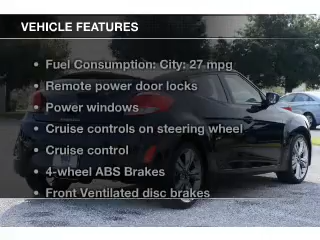 VEHICLE FEATURES
• Fuel Consumption: City: 27 mpg
• Remote power door locks
• Power windows
• Cruise controls on steering wheel
• Cruise control
• 4-wheel ABS Brakes
• Front Ventilated disc brakes